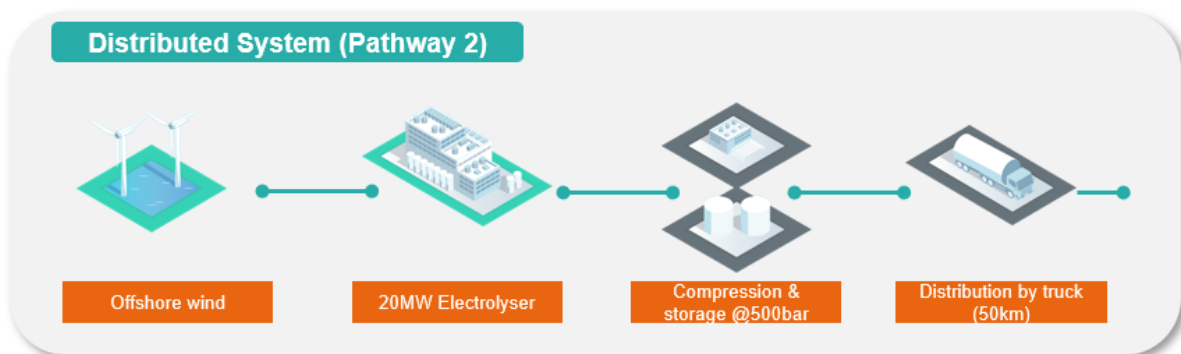 Distributed System (Pathway 2)
Offshore wind
20MW Electrolyser
Compression &
storage @500bar
Distribution by truck
(50km)